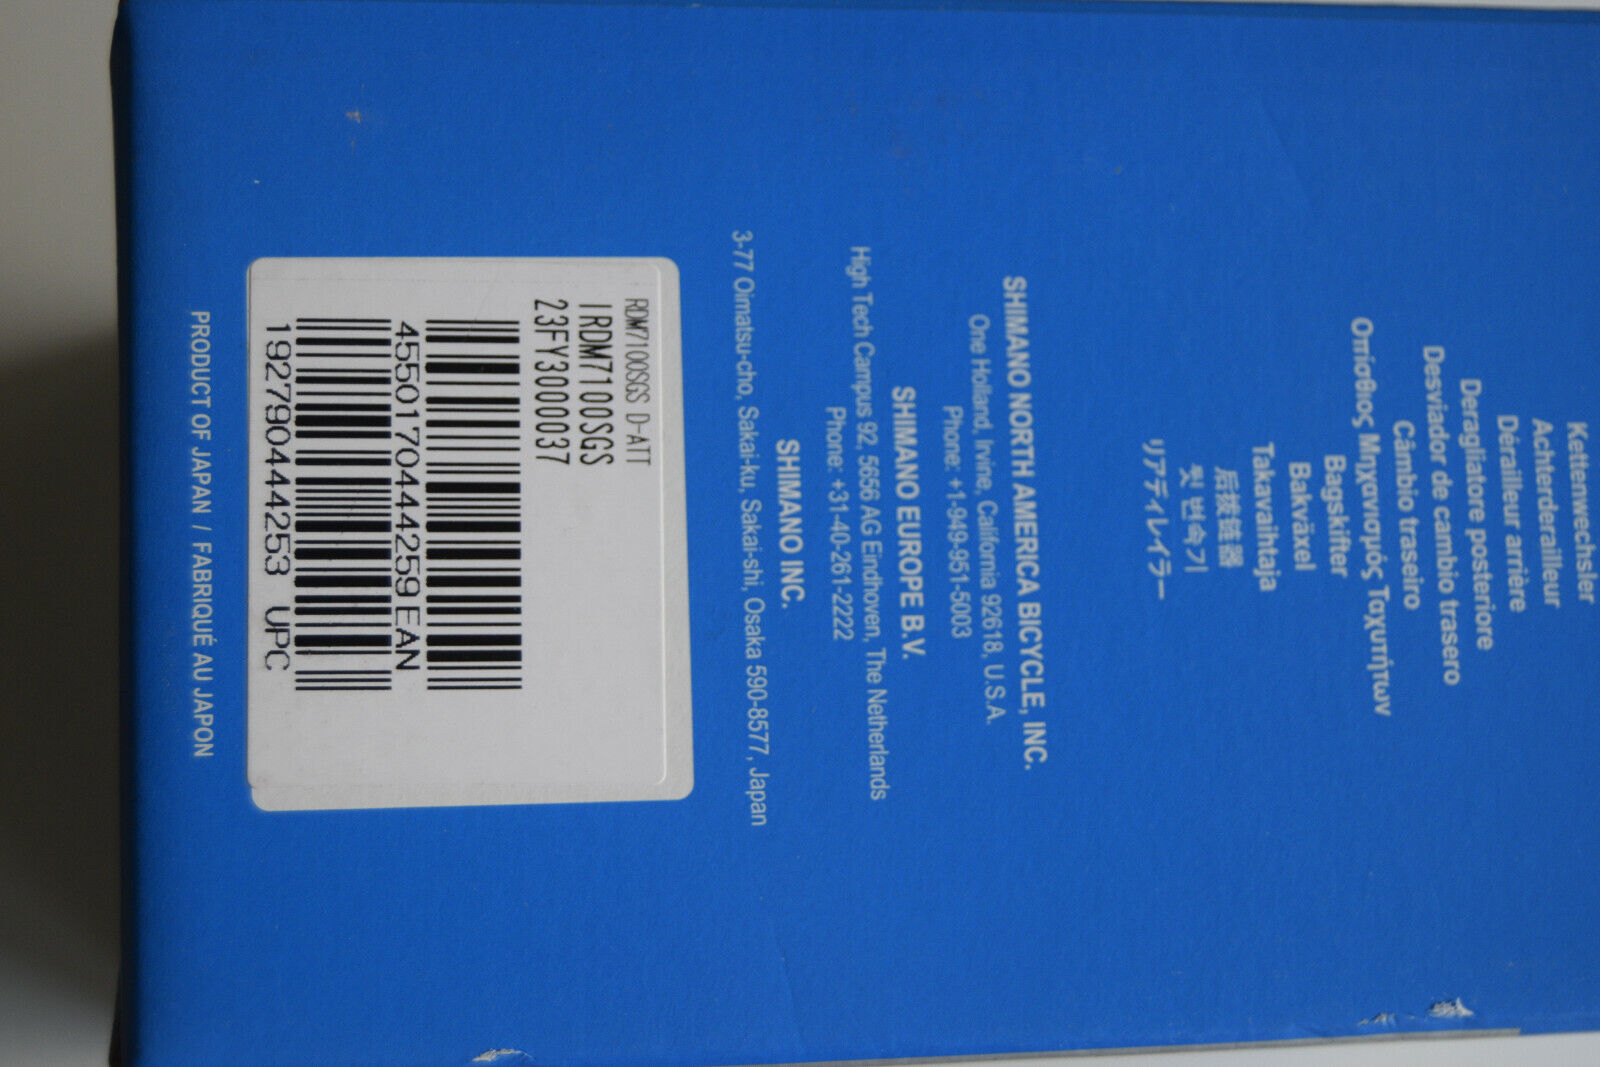 Kettenwechsler
Achterderailleur
Dérailleur arrière
Deragliatore posteriore
Desviador de cambio trasero
Câmbio traseiro
Οπίσθιος Μηχανισμός Ταχυτήτων
Bagskifter
Bakväxel
Takavaihtaja
后拨链器
뒷 변속기
リアディレイラー
SHIMANO NORTH AMERICA BICYCLE, INC.
One Holland, Irvine, California 92618, U.S.A.
Phone: +1-949-951-5003
SHIMANO EUROPE B.V.
High Tech Campus 92, 5656 AG Eindhoven, The Netherlands
Phone: +31-40-261-2222
SHIMANO INC.
3-77 Oimatsu-cho, Sakai-ku, Sakai-shi, Osaka 590-8577, Japan
RDM7100SGS D-ATT
IRDM7100SGS
23FY3000037
4550170444259 EAN
192790444253 UPC
PRODUCT OF JAPAN / FABRIQUÉ AU JAPON